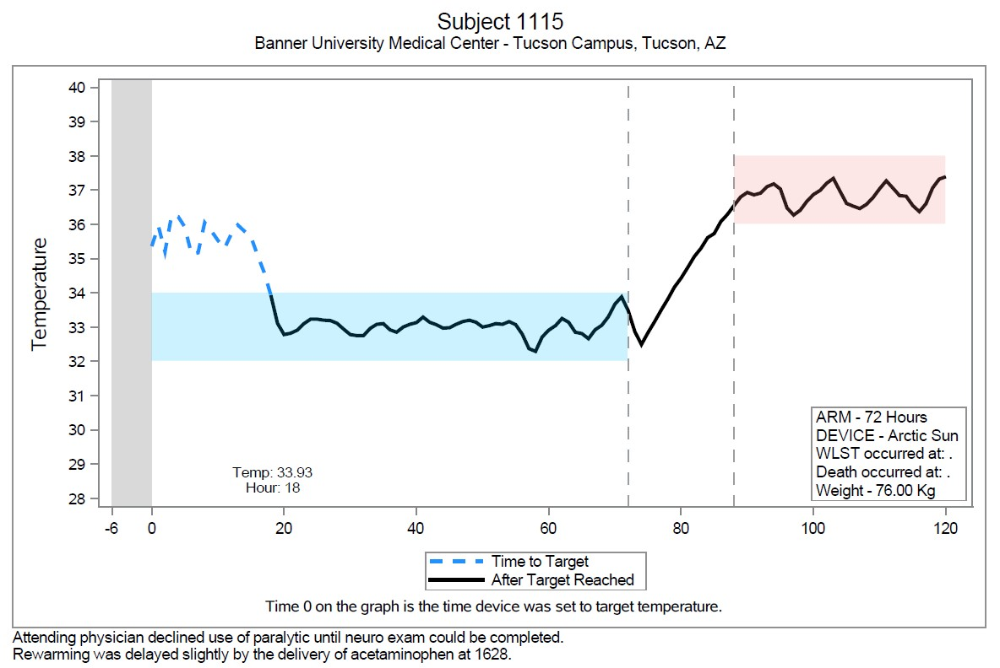 Subject 1115
Banner University Medical Center - Tucson Campus, Tucson, AZ
40
39
38
37
36
35
34
33
32
31
30
29
28
Temperature
Temp: 33.93
Hour: 18
ARM - 72 Hours
DEVICE - Arctic Sun
WLST occurred at: .
Death occurred at: .
Weight - 76.00 Kg
-6 0 20 40 60 80 100 120
Time to Target
After Target Reached
Time 0 on the graph is the time device was set to target temperature.
Attending physician declined use of paralytic until neuro exam could be completed.
Rewarming was delayed slightly by the delivery of acetaminophen at 1628.